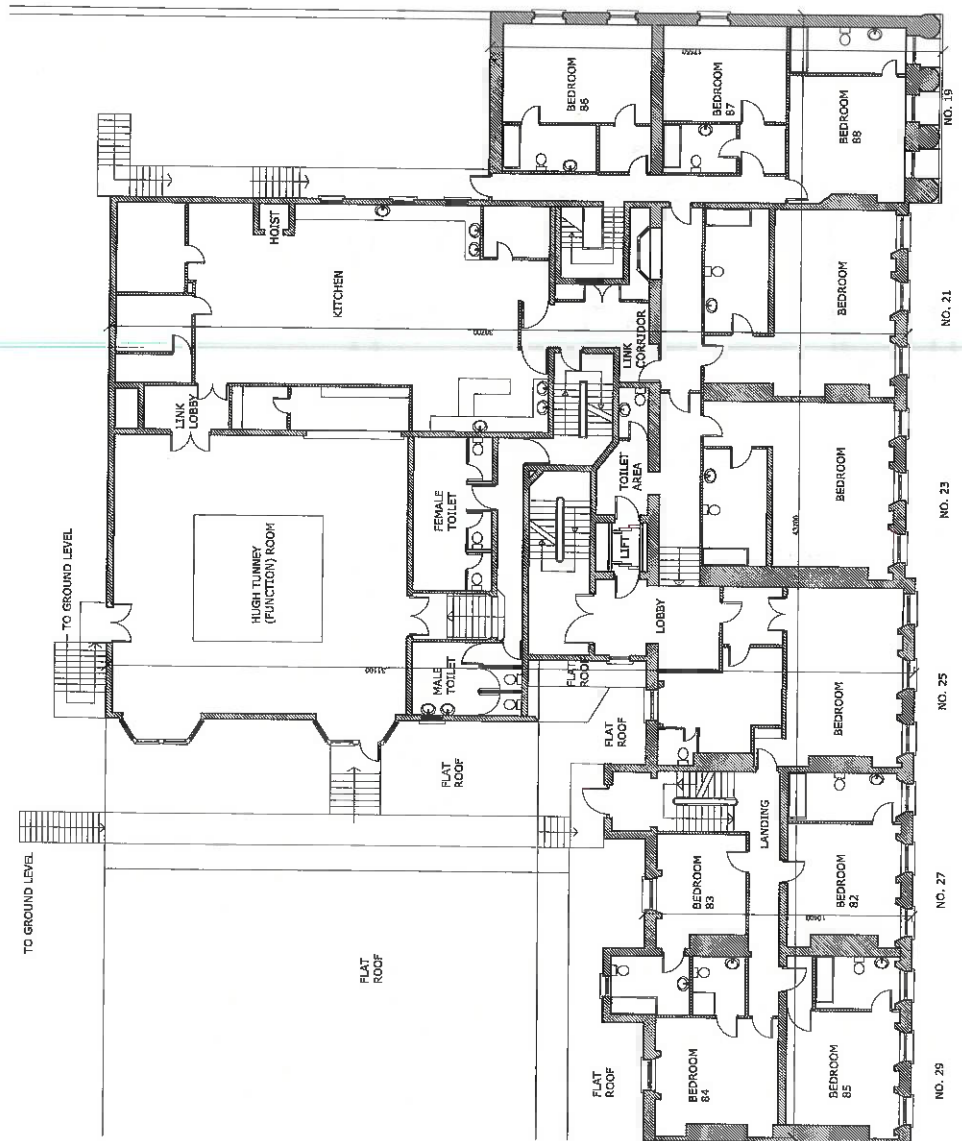 TO GROUND LEVEL
TO GROUND LEVEL
HUGH TUNNEY
(FUNCTION) ROOM
LINK
LOBBY
HOIST
KITCHEN
FEMALE
TOILET
MALE
TOILET
FLAT
ROOF
FLAT
ROOF
FLAT
ROOF
FLAT
ROOF
FLAT
ROOF
TOILET
AREA
LIFT
LOBBY
LINK
CORRIDOR
LANDING
BEDROOM
86
BEDROOM
87
BEDROOM
88
BEDROOM
BEDROOM
BEDROOM
BEDROOM
83
BEDROOM
82
BEDROOM
84
BEDROOM
85
NO. 19
NO. 21
NO. 23
NO. 25
NO. 27
NO. 29